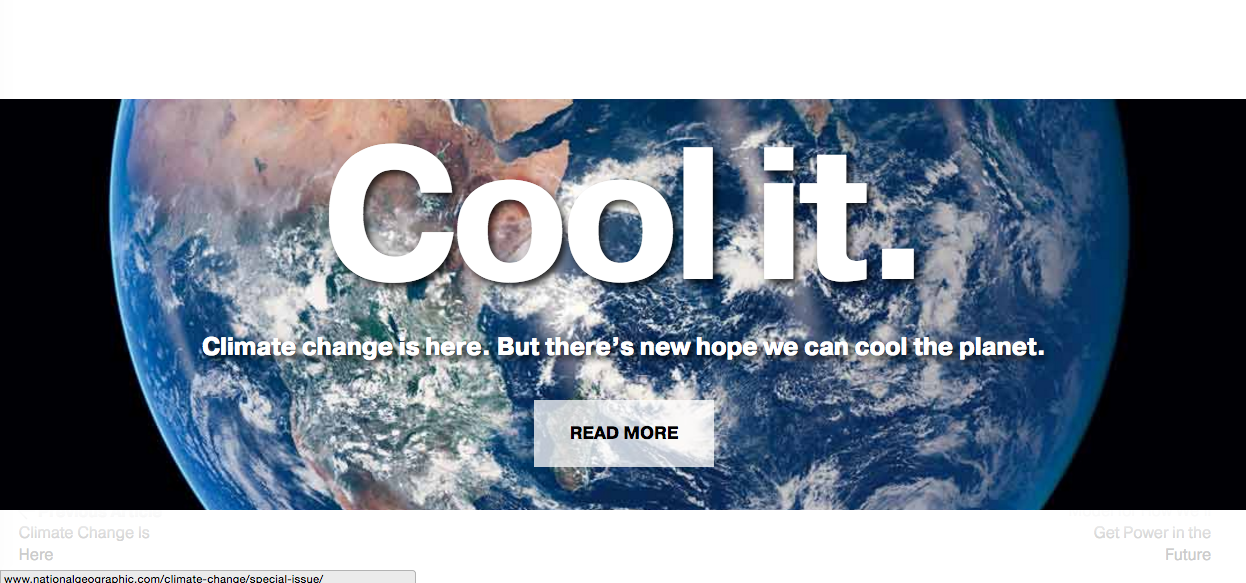 Cool it.
Climate change is here. But there's new hope we can cool the planet.
READ MORE
Climate Change Is
Here
Get Power in the
Future
www.nationalgeographic.com/climate-change/special-issue/